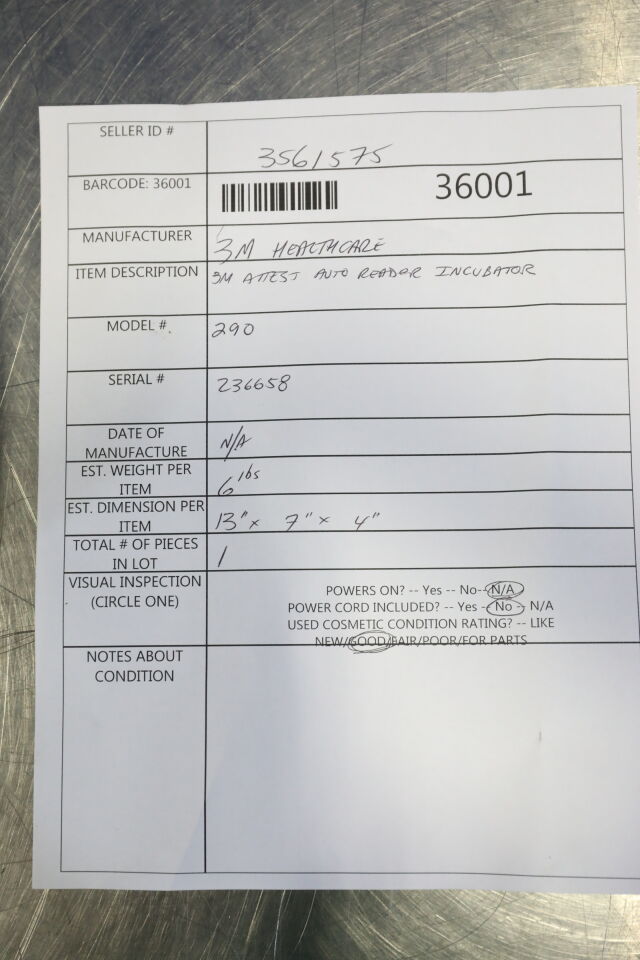 SELLER ID #
3561575
BARCODE: 36001
36001
MANUFACTURER
3M HEALTHCARE
ITEM DESCRIPTION
3M ATTEST AUTO READER INCUBATOR
MODEL #.
290
SERIAL #
236658
DATE OF
MANUFACTURE
N/A
EST. WEIGHT PER
ITEM
6 lbs
EST. DIMENSION PER
ITEM
13" x 7" x 4"
TOTAL # OF PIECES
IN LOT
1
VISUAL INSPECTION
(CIRCLE ONE)
POWERS ON? -- Yes -- No-- N/A
POWER CORD INCLUDED? -- Yes -- No -- N/A
USED COSMETIC CONDITION RATING? -- LIKE
NEW/GOOD/FAIR/POOR/FOR PARTS
NOTES ABOUT
CONDITION